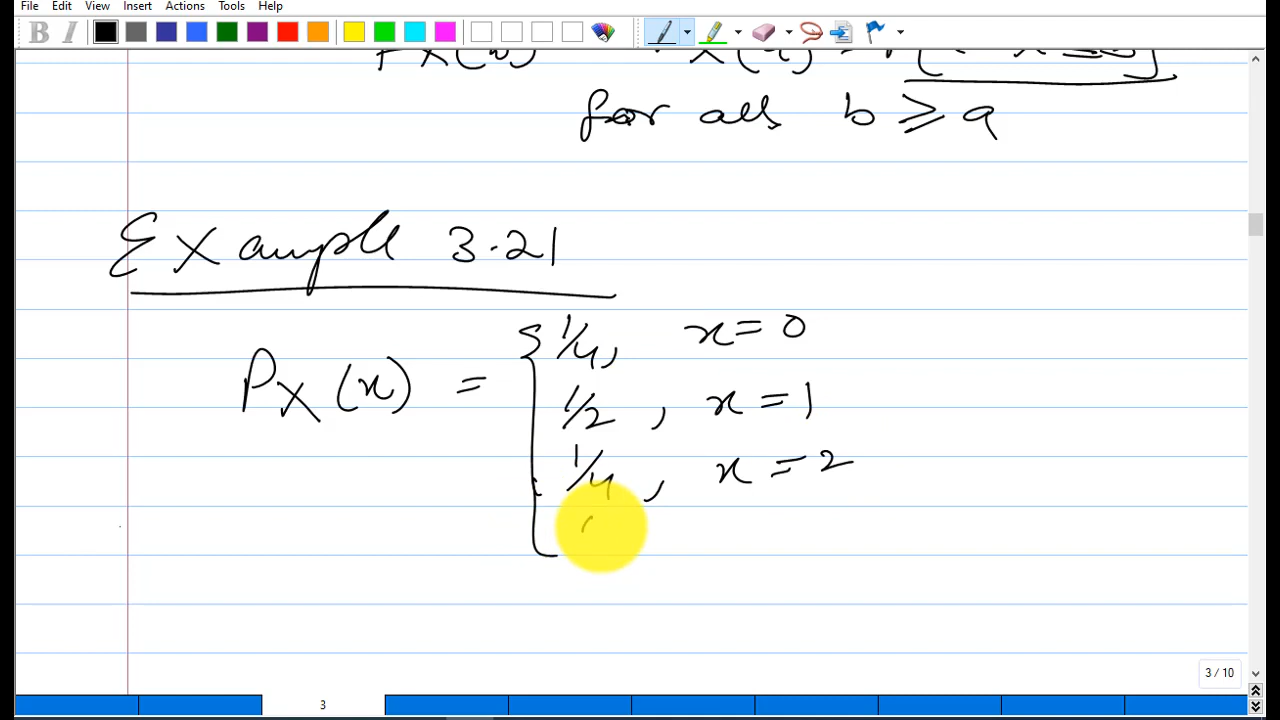 File Edit View Insert Actions Tools Help
B I
for all b ≥ a
Example 3.21
P_X(x) = { 1/4, x = 0
1/2, x = 1
1/4, x = 2
3 / 10
3